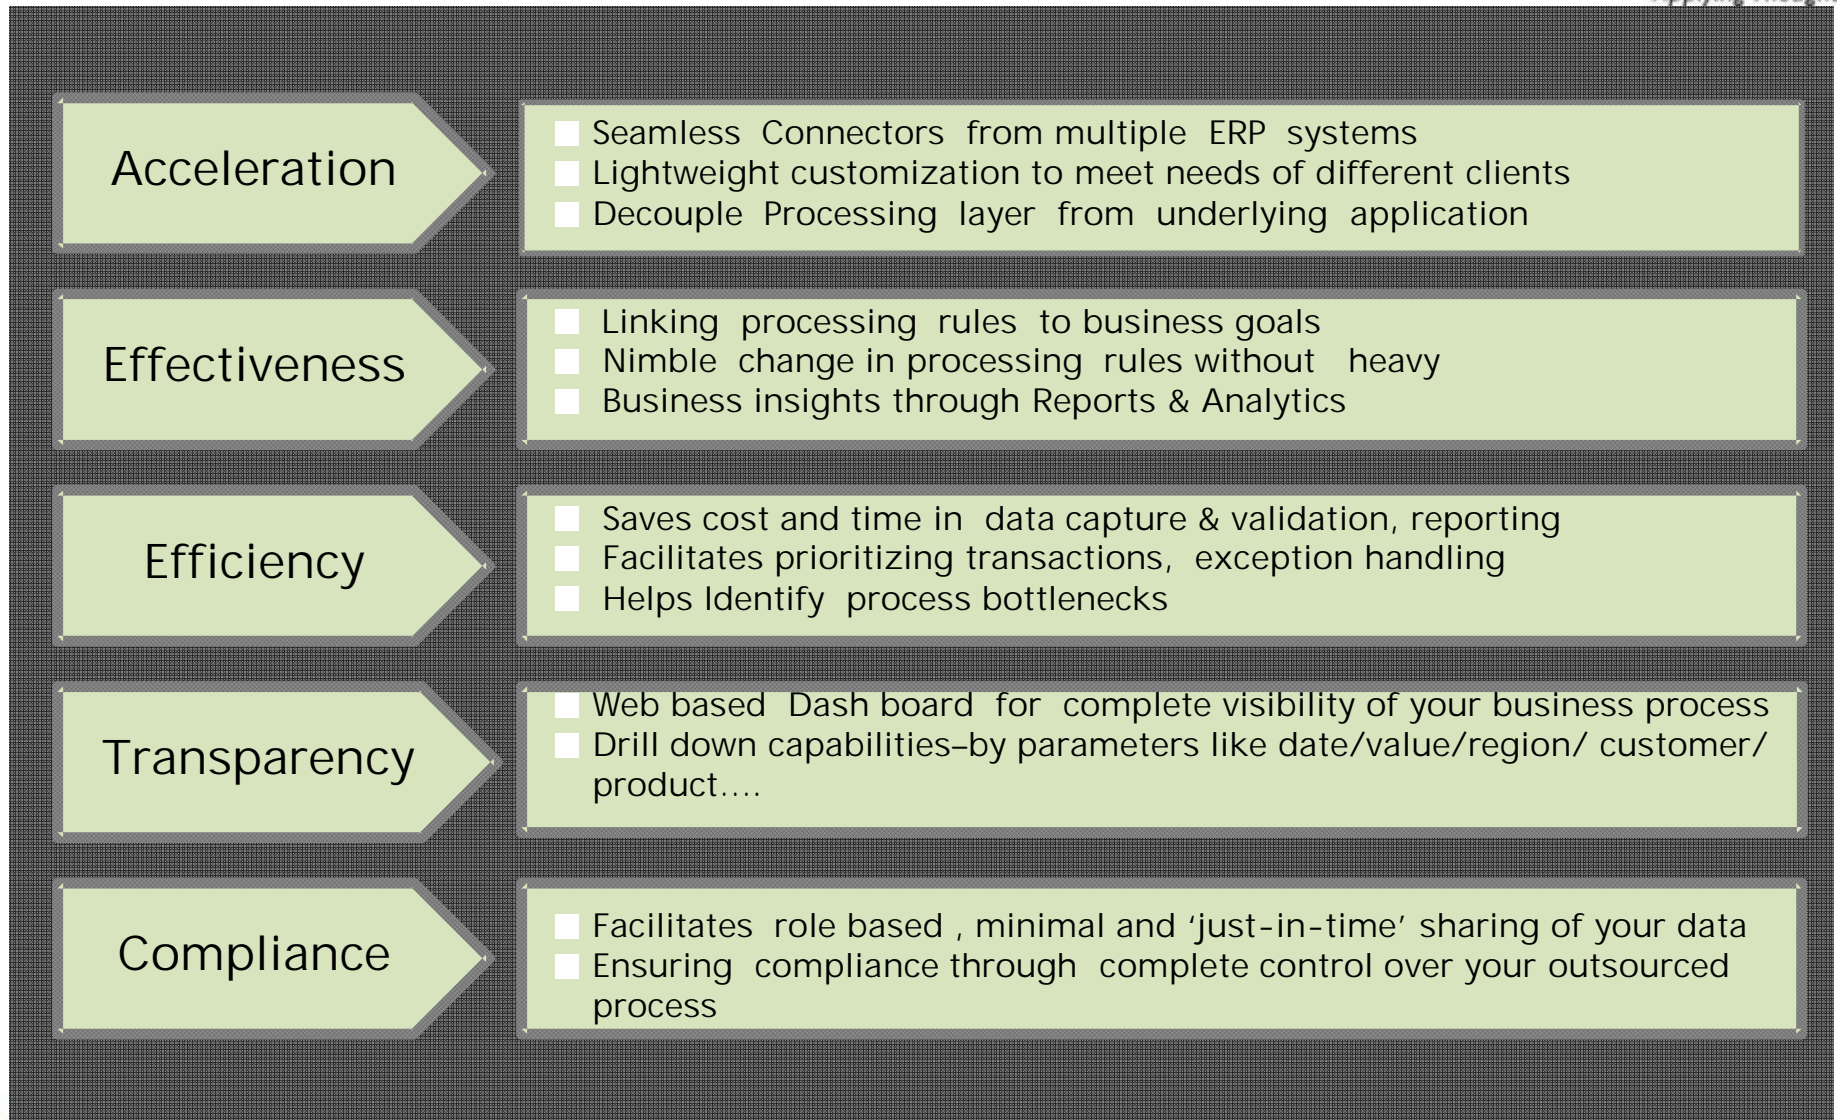 Acceleration
Seamless Connectors from multiple ERP systems
Lightweight customization to meet needs of different clients
Decouple Processing layer from underlying application
Effectiveness
Linking processing rules to business goals
Nimble change in processing rules without heavy
Business insights through Reports & Analytics
Efficiency
Saves cost and time in data capture & validation, reporting
Facilitates prioritizing transactions, exception handling
Helps Identify process bottlenecks
Transparency
Web based Dash board for complete visibility of your business process
Drill down capabilities–by parameters like date/value/region/ customer/
product....
Compliance
Facilitates role based , minimal and ‘just-in-time’ sharing of your data
Ensuring compliance through complete control over your outsourced
process